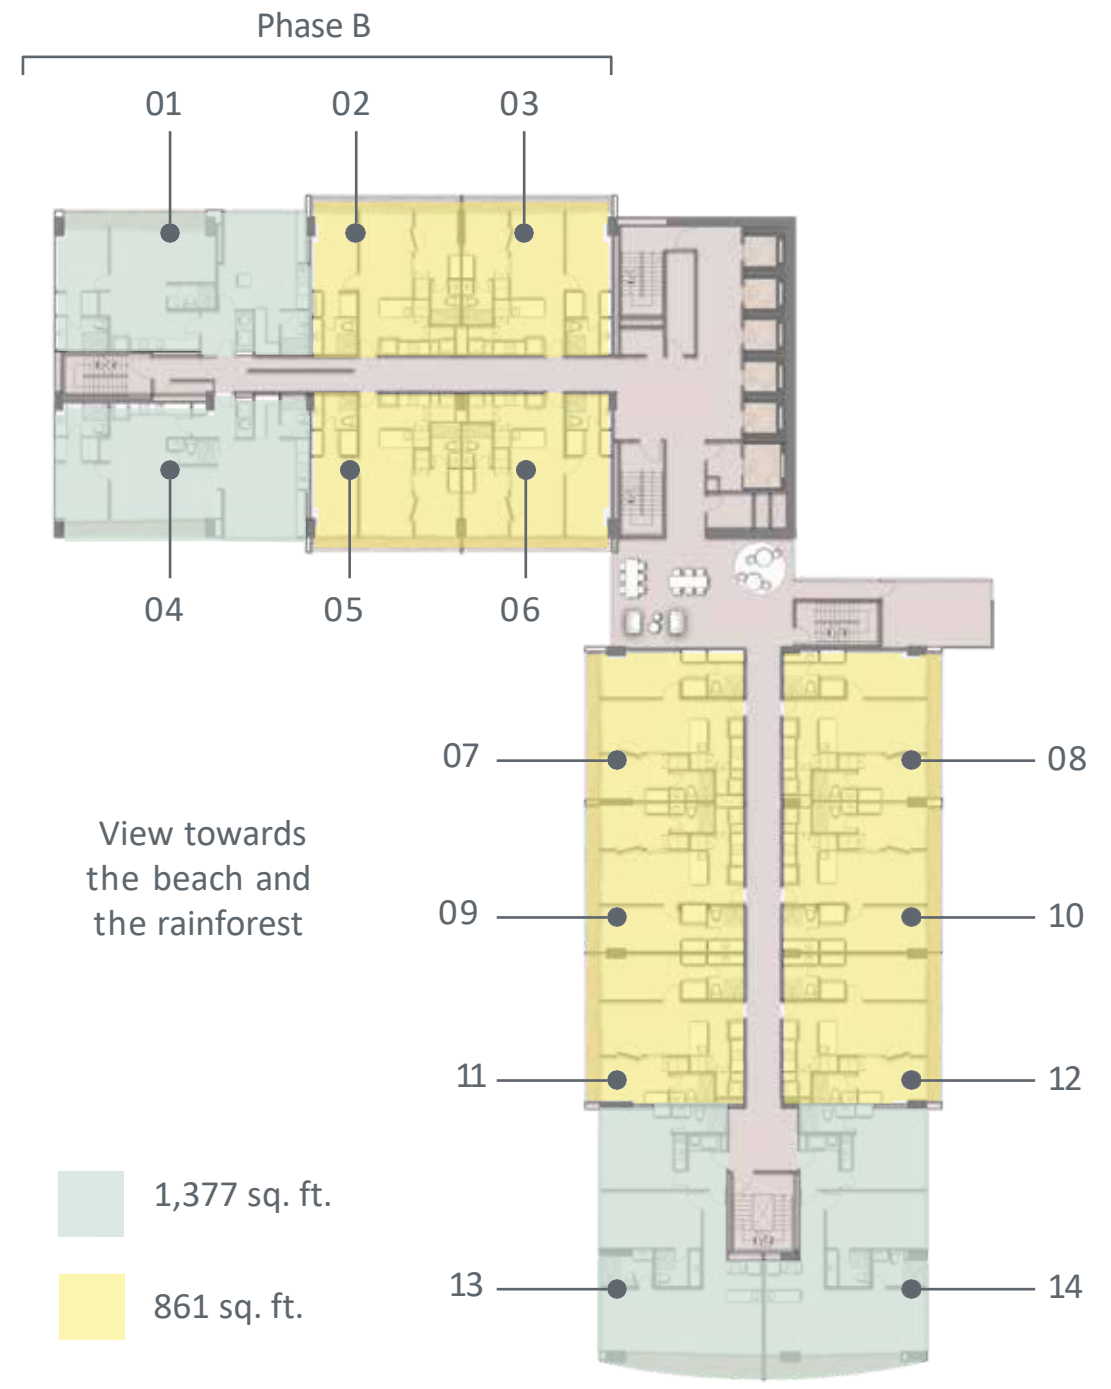 Phase B
01
02
03
04
05
06
07
08
View towards
the beach and
the rainforest
09
10
11
12
1,377 sq. ft.
861 sq. ft.
13
14